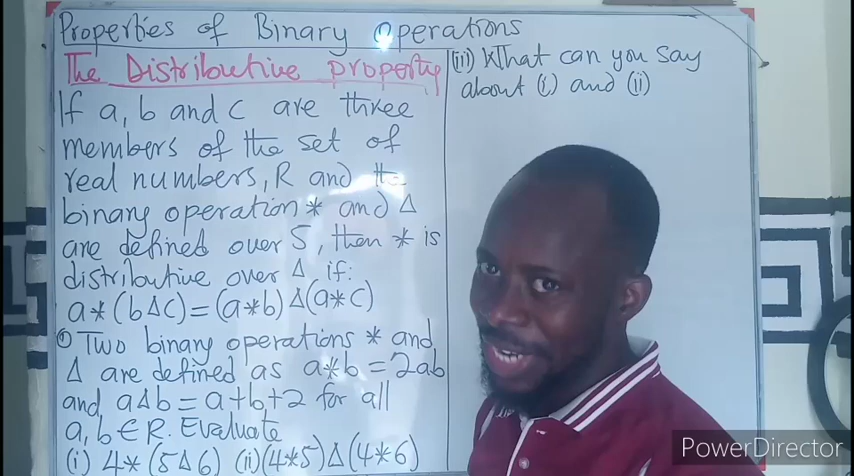 Properties of Binary Operations
The Distributive property
If a, b and c are three
members of the set of
real numbers, R and the
binary operation * and Δ
are defined over S, then * is
distributive over Δ if:
a*(bΔc)=(a*b)Δ(a*c)
① Two binary operations * and
Δ are defined as a*b = 2ab
and aΔb = a+b+2 for all
a, b ∈ R. Evaluate
(i) 4*(5Δ6) (ii)(4*5)Δ(4*6)
(iii) What can you say
about (i) and (ii)
PowerDirector